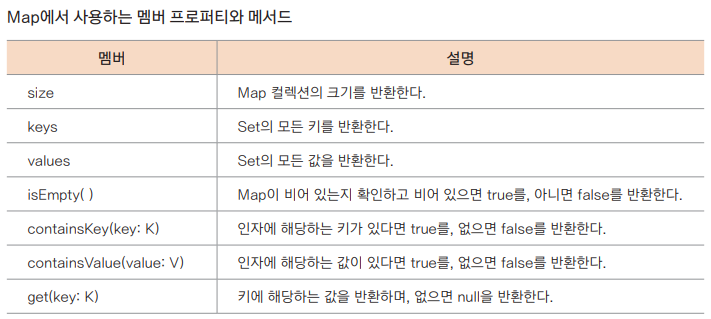 Map에서 사용하는 멤버 프로퍼티와 메서드
멤버 설명
size Map 컬렉션의 크기를 반환한다.
keys Set의 모든 키를 반환한다.
values Set의 모든 값을 반환한다.
isEmpty( ) Map이 비어 있는지 확인하고 비어 있으면 true를, 아니면 false를 반환한다.
containsKey(key: K) 인자에 해당하는 키가 있다면 true를, 없으면 false를 반환한다.
containsValue(value: V) 인자에 해당하는 값이 있다면 true를, 없으면 false를 반환한다.
get(key: K) 키에 해당하는 값을 반환하며, 없으면 null을 반환한다.